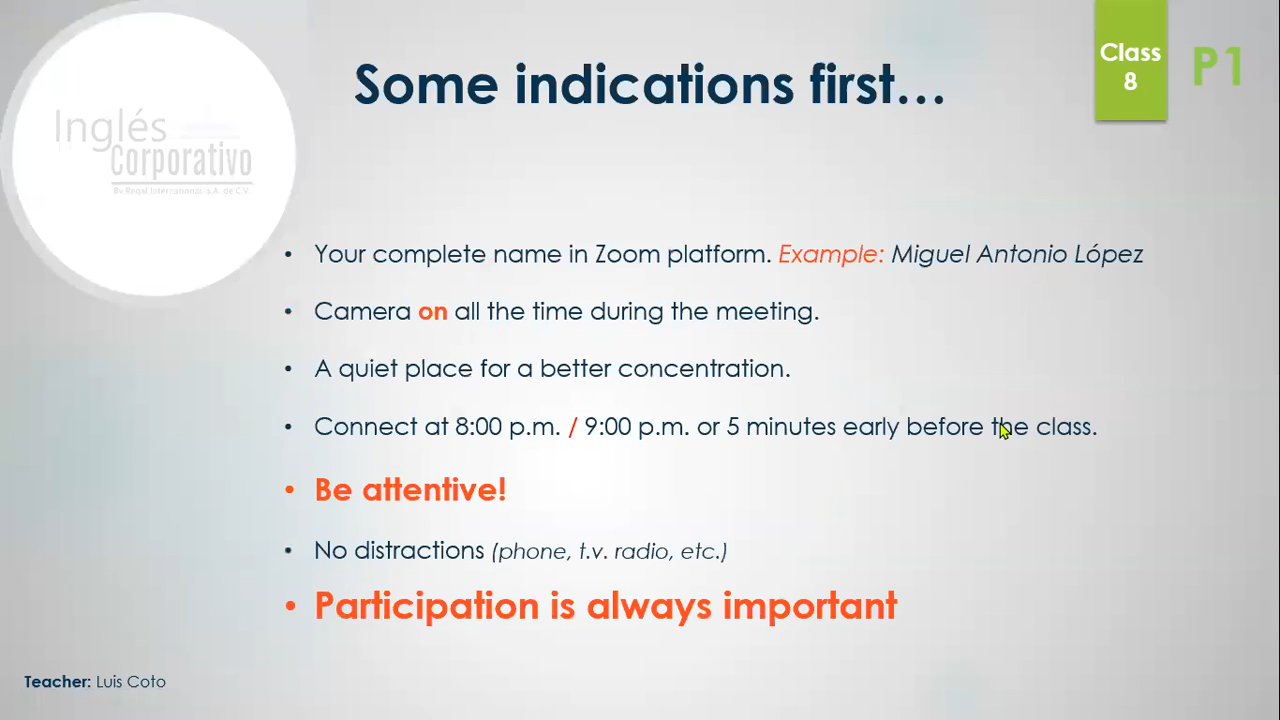 Some indications first...
Class
8
P1
Inglés
Corporativo
By Regal International S.A. de C.V.
• Your complete name in Zoom platform. Example: Miguel Antonio López
• Camera on all the time during the meeting.
• A quiet place for a better concentration.
• Connect at 8:00 p.m. / 9:00 p.m. or 5 minutes early before the class.
• Be attentive!
• No distractions (phone, t.v. radio, etc.)
• Participation is always important
Teacher: Luis Coto